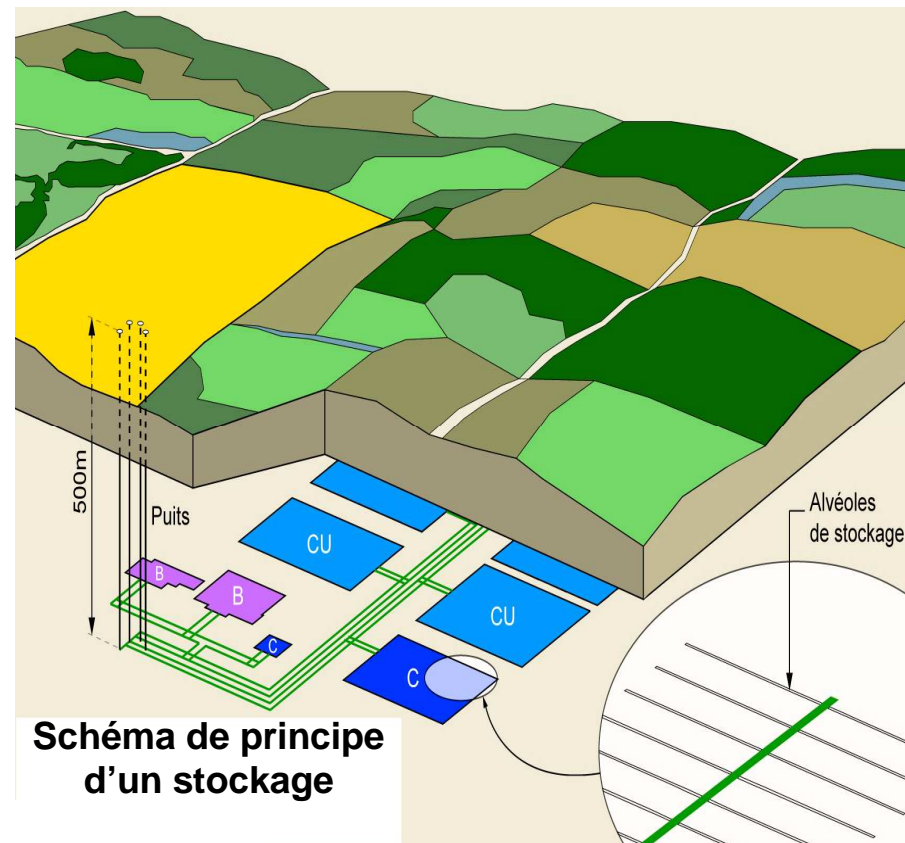 500m
Puits
Alvéoles
de stockage
CU
B
B
CU
C
C
Schéma de principe
d'un stockage